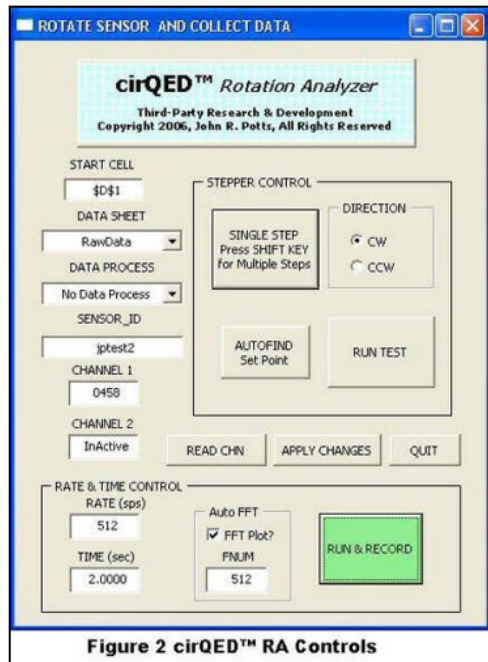 ROTATE SENSOR AND COLLECT DATA
cirQED™ Rotation Analyzer
Third-Party Research & Development
Copyright 2006, John R. Potts, All Rights Reserved
START CELL
$D$1
DATA SHEET
RawData
DATA PROCESS
No Data Process
SENSOR_ID
jptest2
CHANNEL 1
0458
CHANNEL 2
InActive
STEPPER CONTROL
SINGLE STEP
Press SHIFT KEY
for Multiple Steps
DIRECTION
CW
CCW
AUTOFIND
Set Point
RUN TEST
READ CHN
APPLY CHANGES
QUIT
RATE & TIME CONTROL
RATE (sps)
512
TIME (sec)
2.0000
Auto FFT
FFT Plot?
FNUM
512
RUN & RECORD
Figure 2 cirQED™ RA Controls